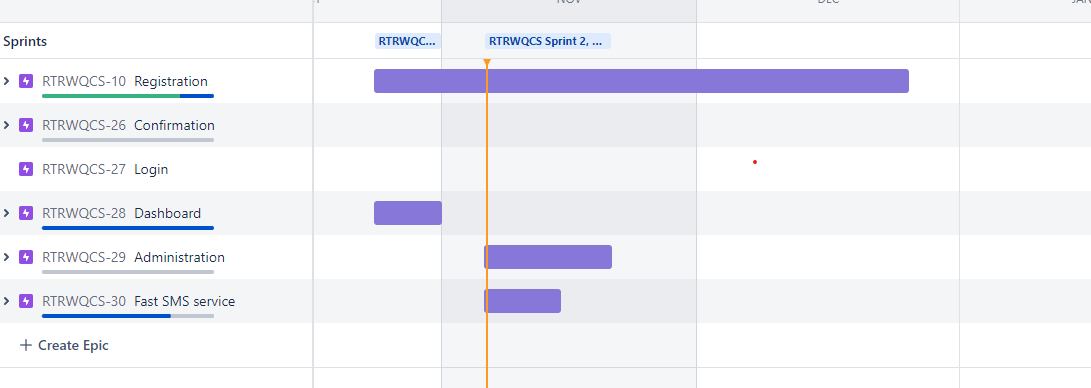 NOV DEC JAN
Sprints RTRWQC... RTRWQCS Sprint 2, ...
RTRWQCS-10 Registration
RTRWQCS-26 Confirmation
RTRWQCS-27 Login
RTRWQCS-28 Dashboard
RTRWQCS-29 Administration
RTRWQCS-30 Fast SMS service
+ Create Epic